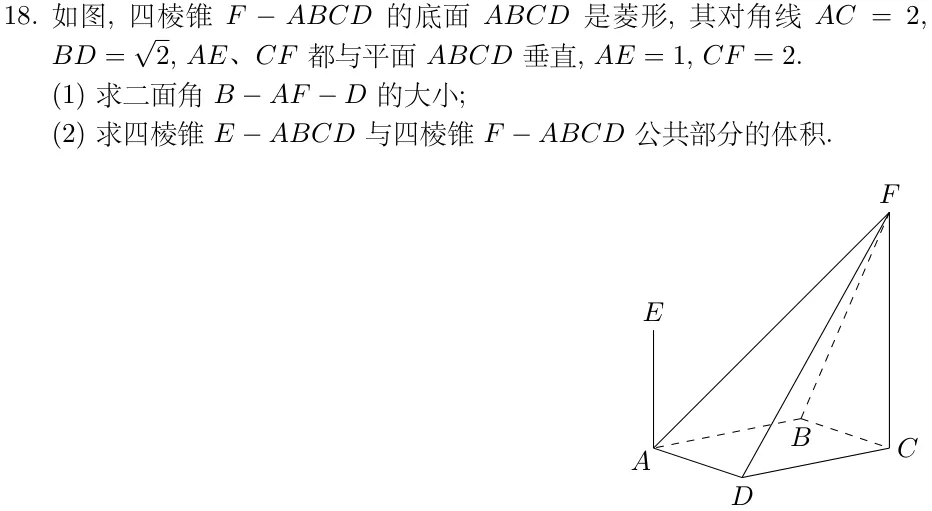 18. 如图, 四棱锥 F − ABCD 的底面 ABCD 是菱形, 其对角线 AC = 2,
BD = √2, AE、CF 都与平面 ABCD 垂直, AE = 1, CF = 2.
(1) 求二面角 B − AF − D 的大小;
(2) 求四棱锥 E − ABCD 与四棱锥 F − ABCD 公共部分的体积.
F
E
B
A
C
D